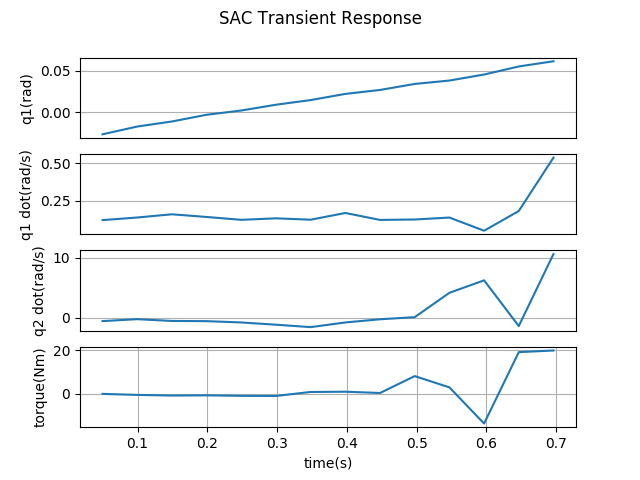 SAC Transient Response
q1(rad)
0.05
0.00
q1 dot(rad/s)
0.50
0.25
q2 dot(rad/s)
10
0
torque(Nm)
20
0
0.1 0.2 0.3 0.4 0.5 0.6 0.7
time(s)